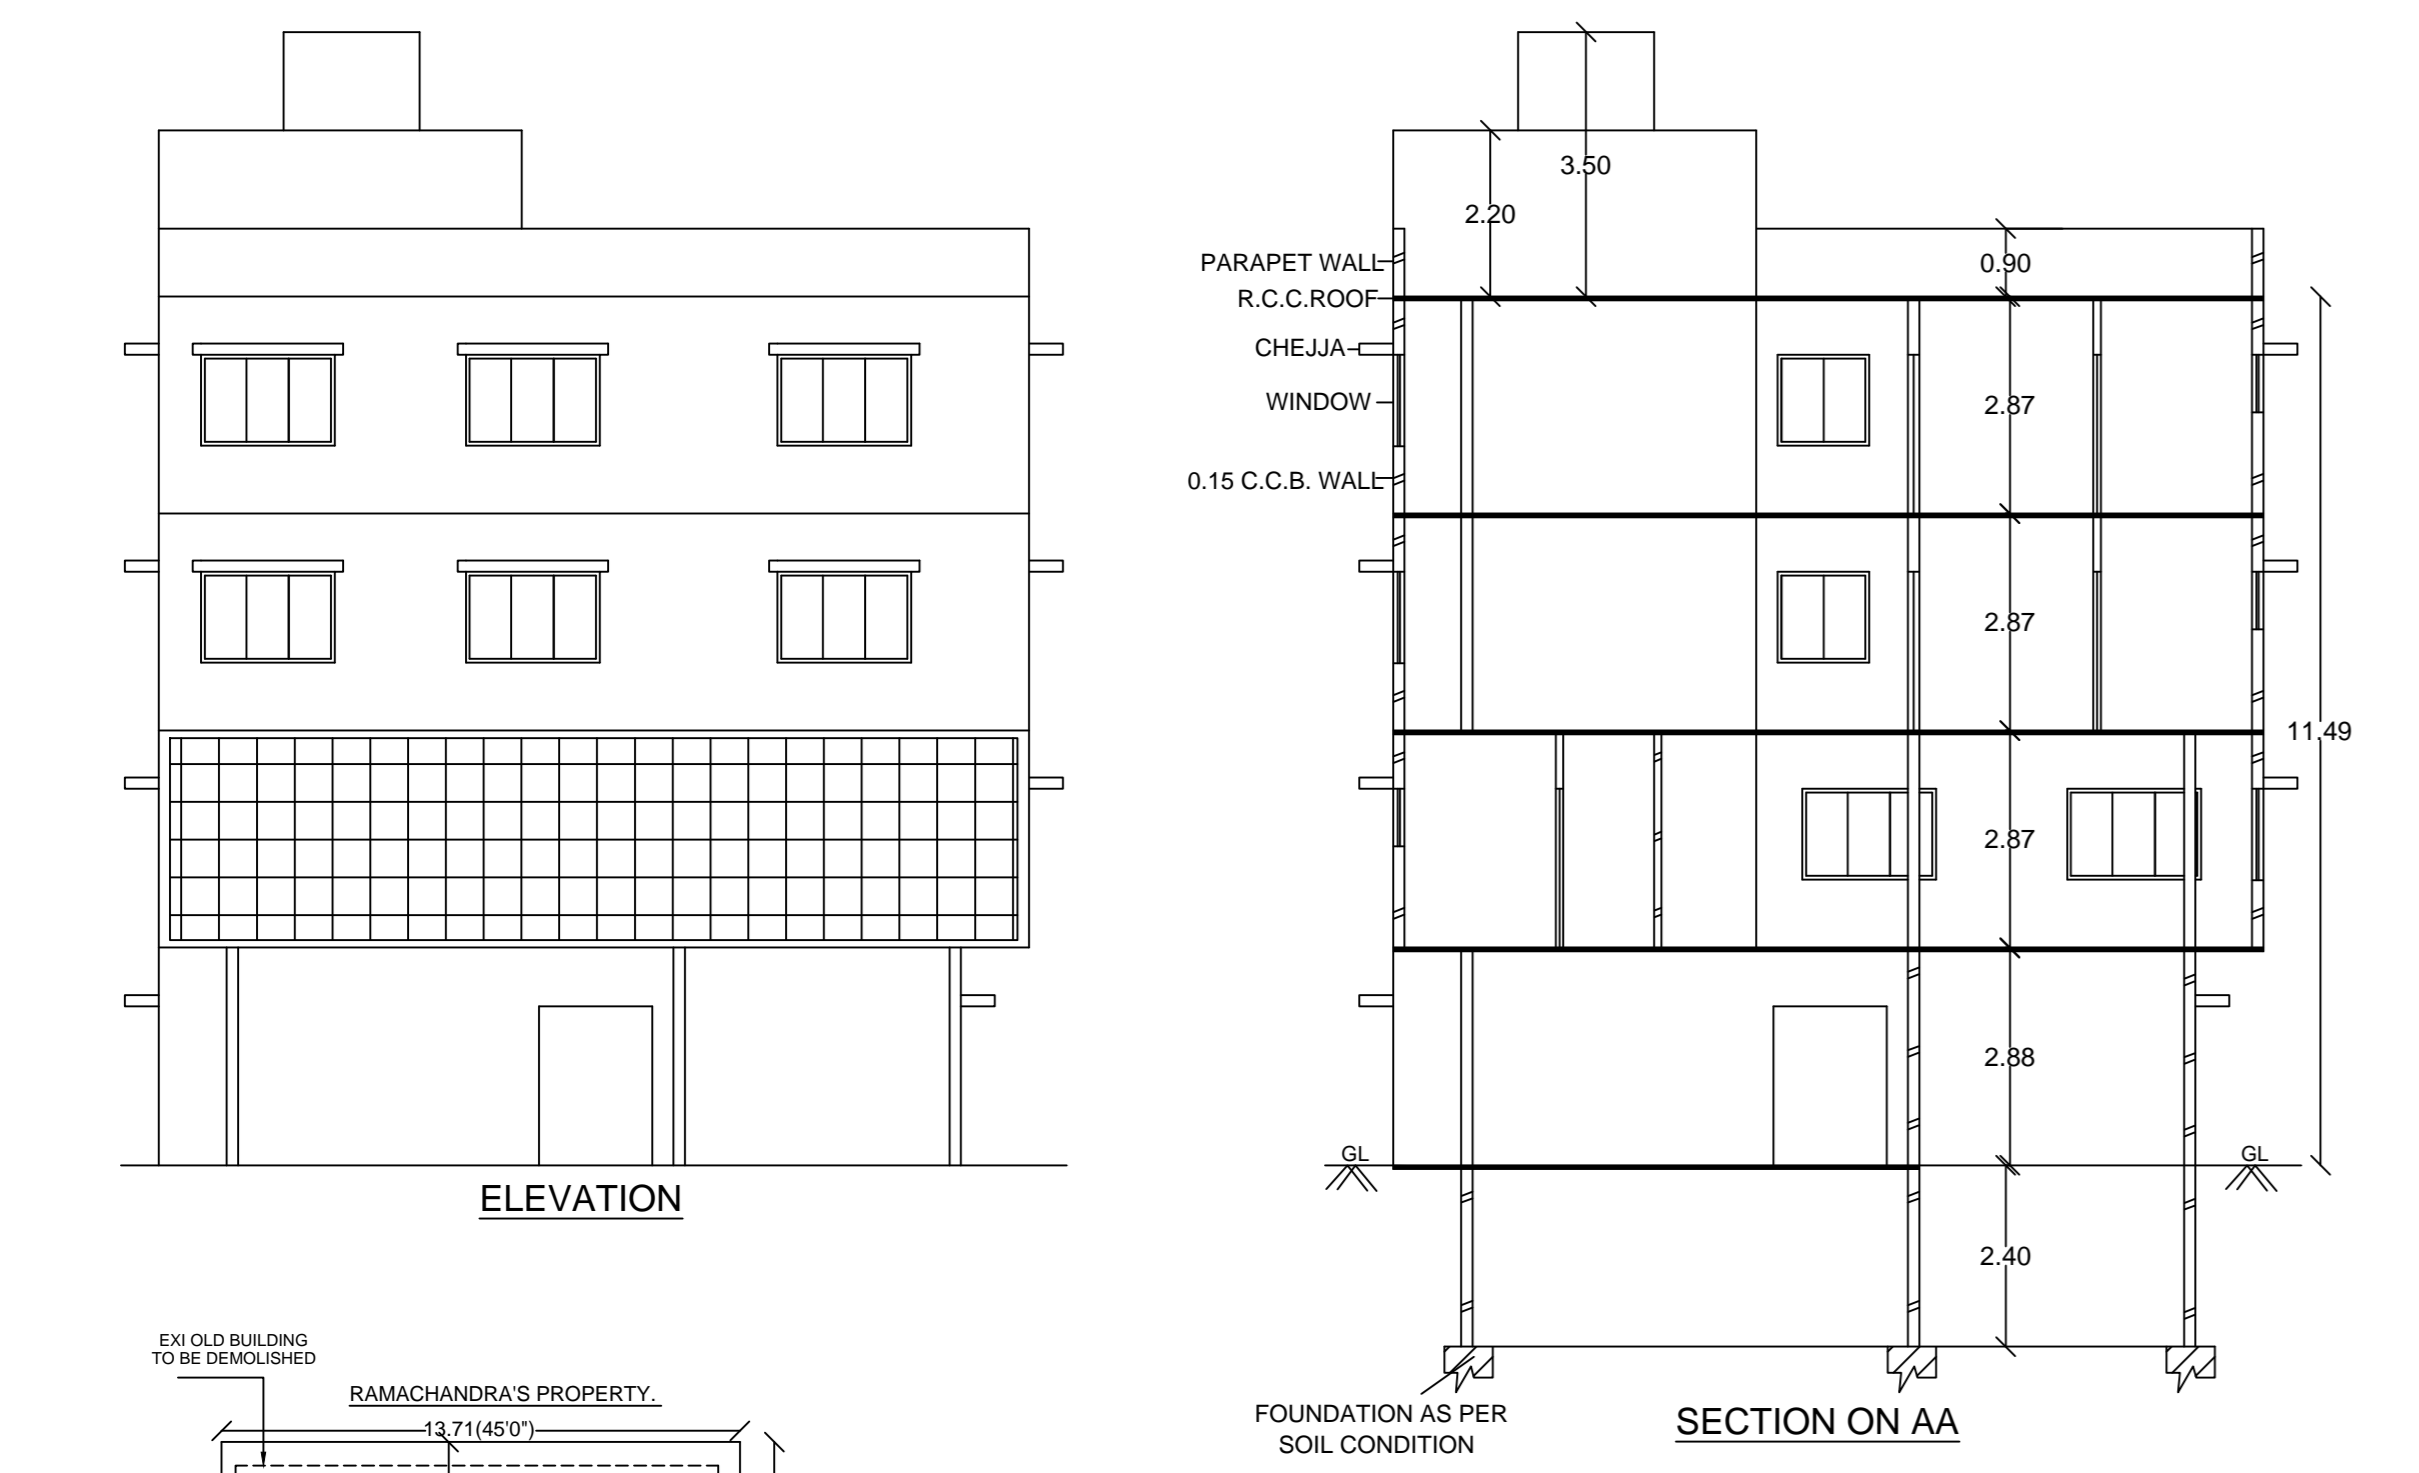 3.50
2.20
PARAPET WALL
0.90
R.C.C.ROOF
CHEJJA
WINDOW
2.87
0.15 C.C.B. WALL
2.87
11.49
2.87
2.88
GL
GL
ELEVATION
2.40
EXI OLD BUILDING
TO BE DEMOLISHED
RAMACHANDRA'S PROPERTY.
13.71(45'0")
FOUNDATION AS PER
SOIL CONDITION
SECTION ON AA